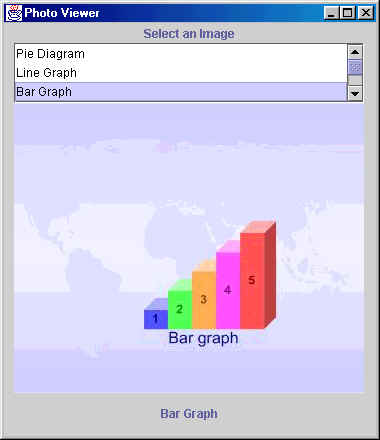 Photo Viewer
Select an Image
Pie Diagram
Line Graph
Bar Graph
1 2 3 4 5
Bar graph
Bar Graph